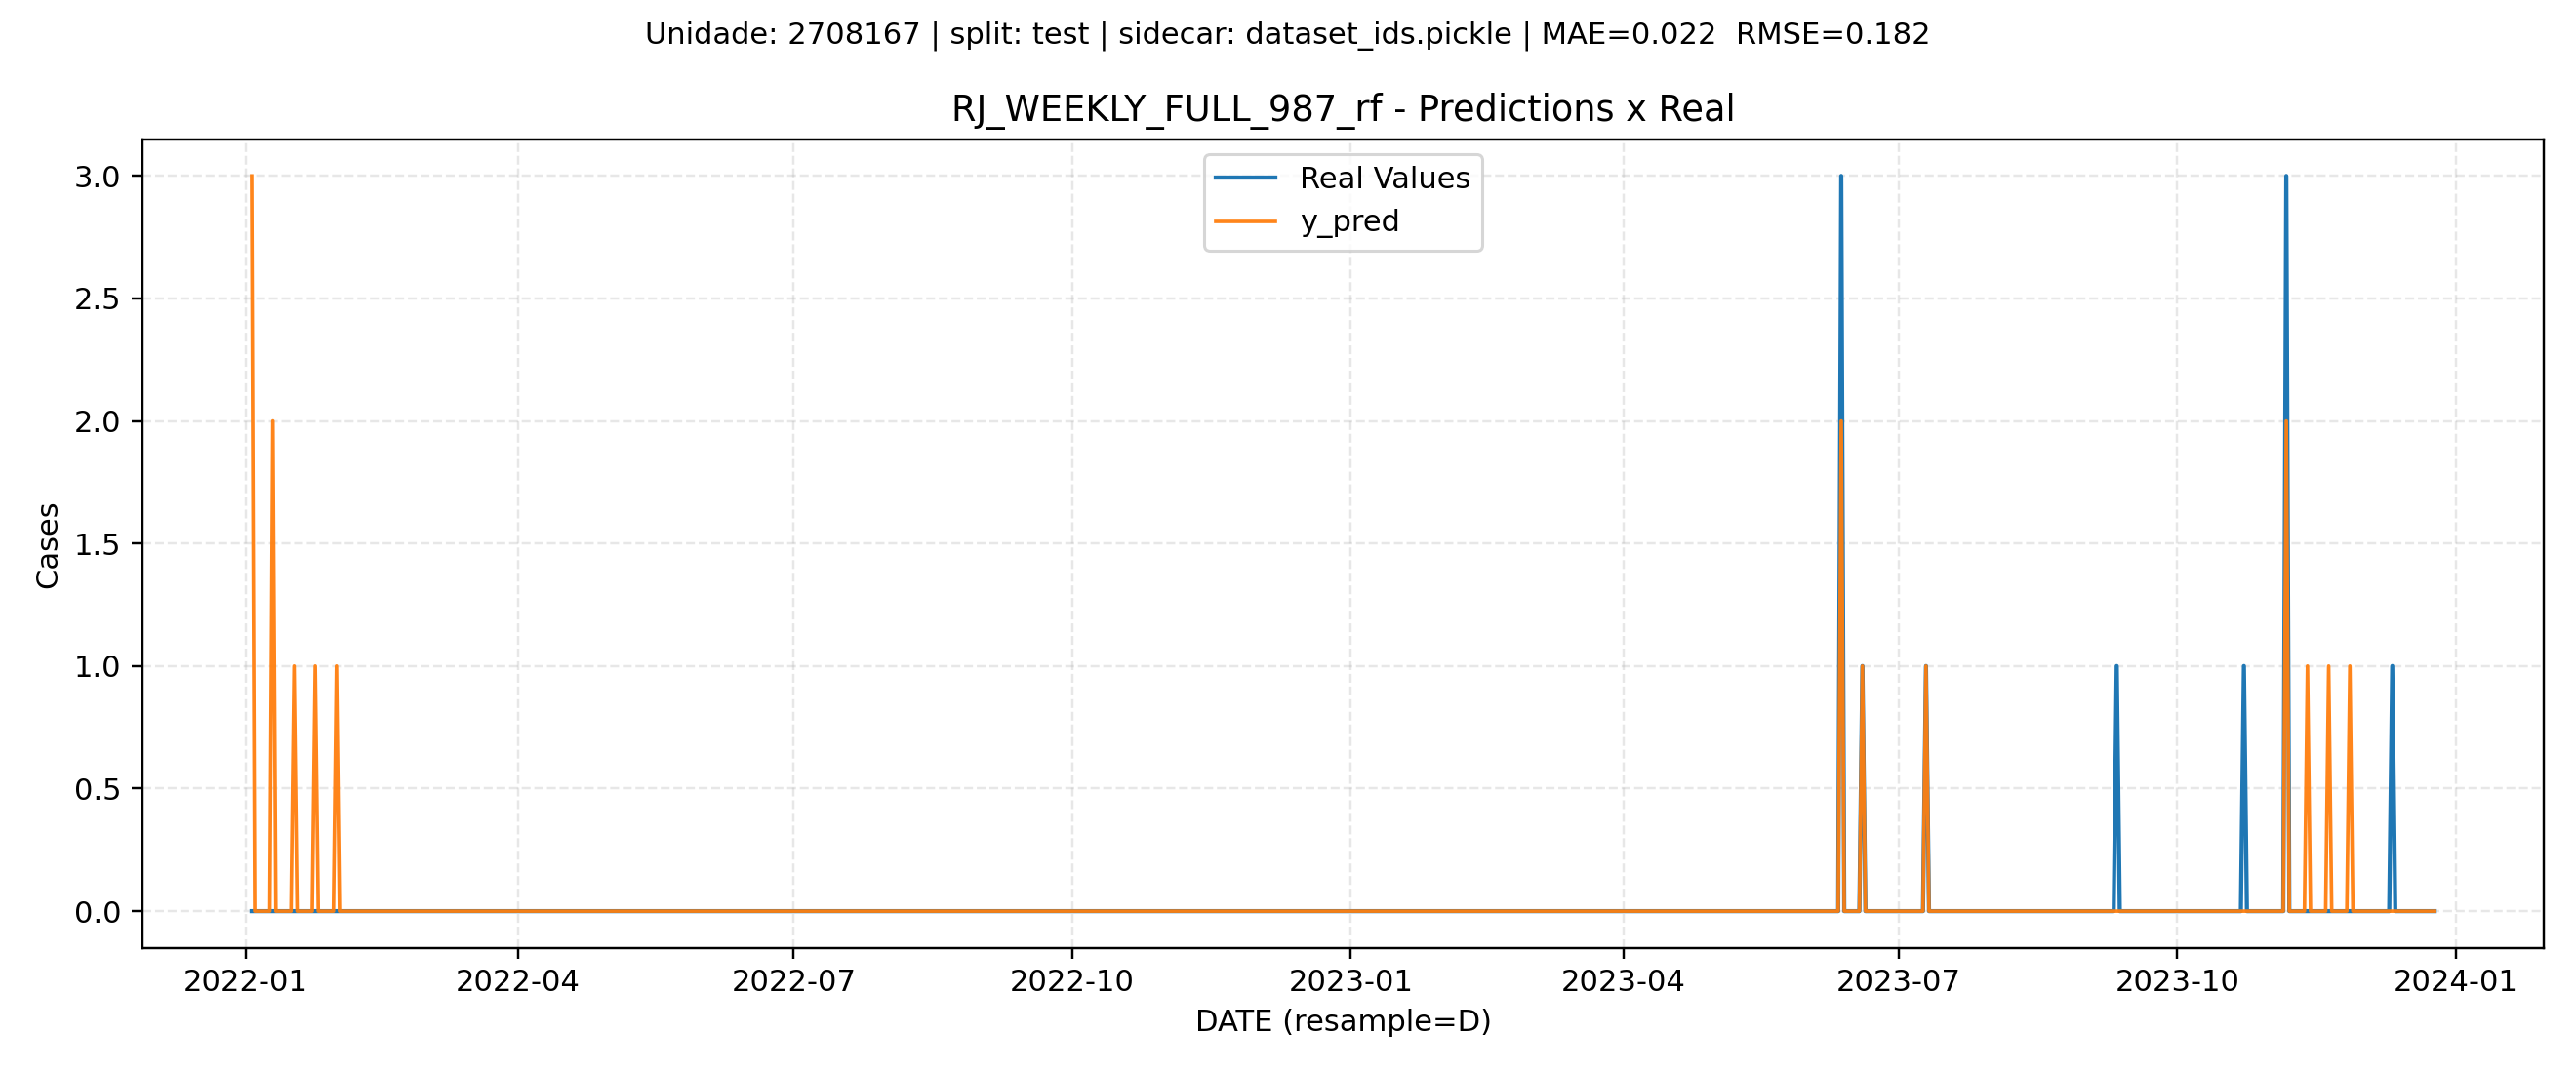 Unidade: 2708167 | split: test | sidecar: dataset_ids.pickle | MAE=0.022  RMSE=0.182
RJ_WEEKLY_FULL_987_rf - Predictions x Real
Real Values
y_pred
3.0
2.5
2.0
1.5
1.0
0.5
0.0
Cases
2022-01 2022-04 2022-07 2022-10 2023-01 2023-04 2023-07 2023-10 2024-01
DATE (resample=D)